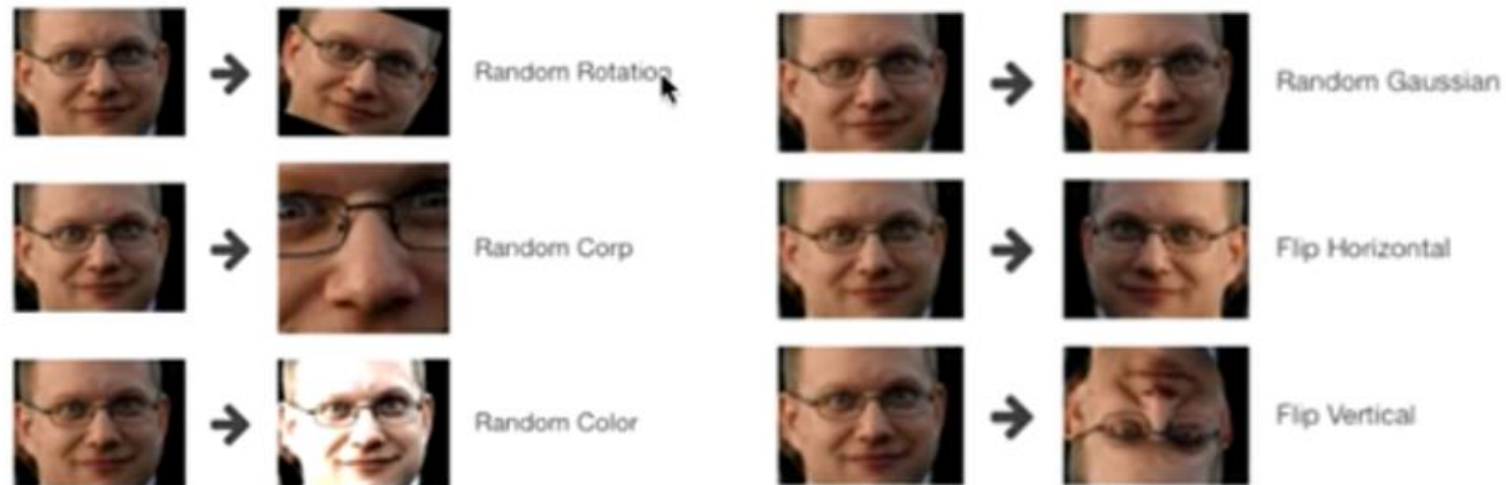 Random Rotation
Random Gaussian
Random Corp
Flip Horizontal
Random Color
Flip Vertical